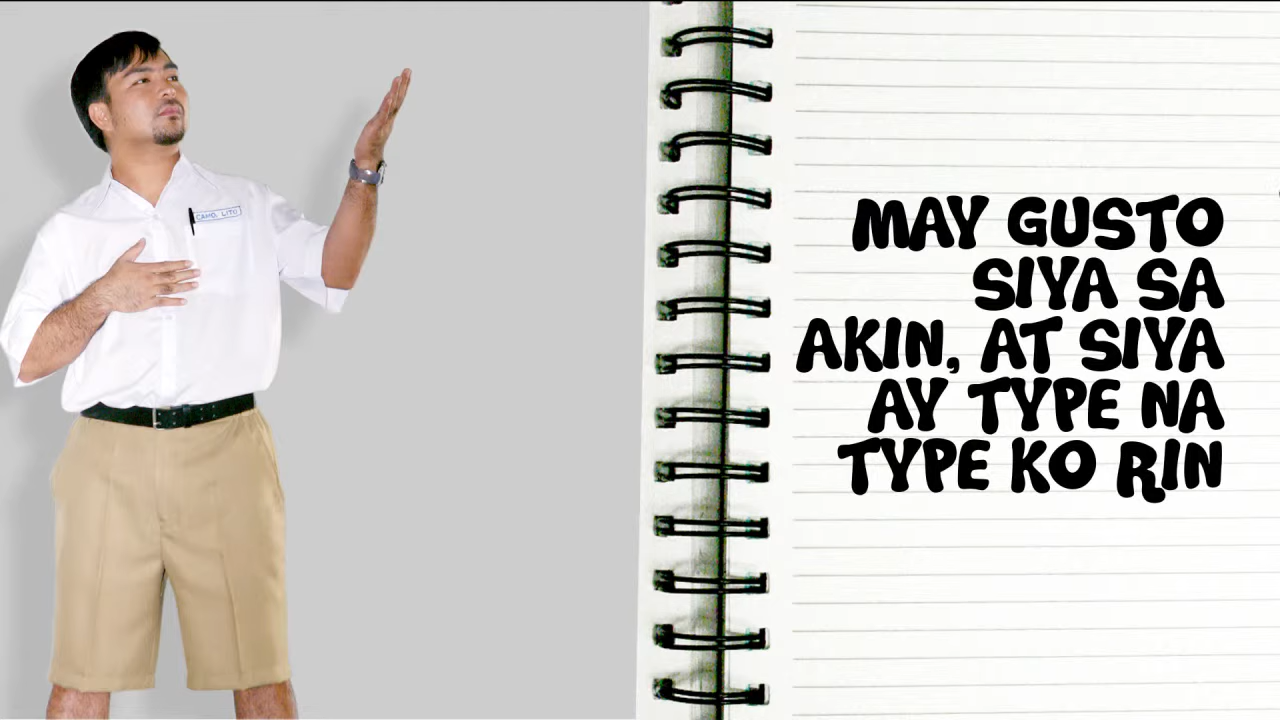 CAMO, LITO
MAY GUSTO
SIYA SA
AKIN, AT SIYA
AY TYPE NA
TYPE KO RIN